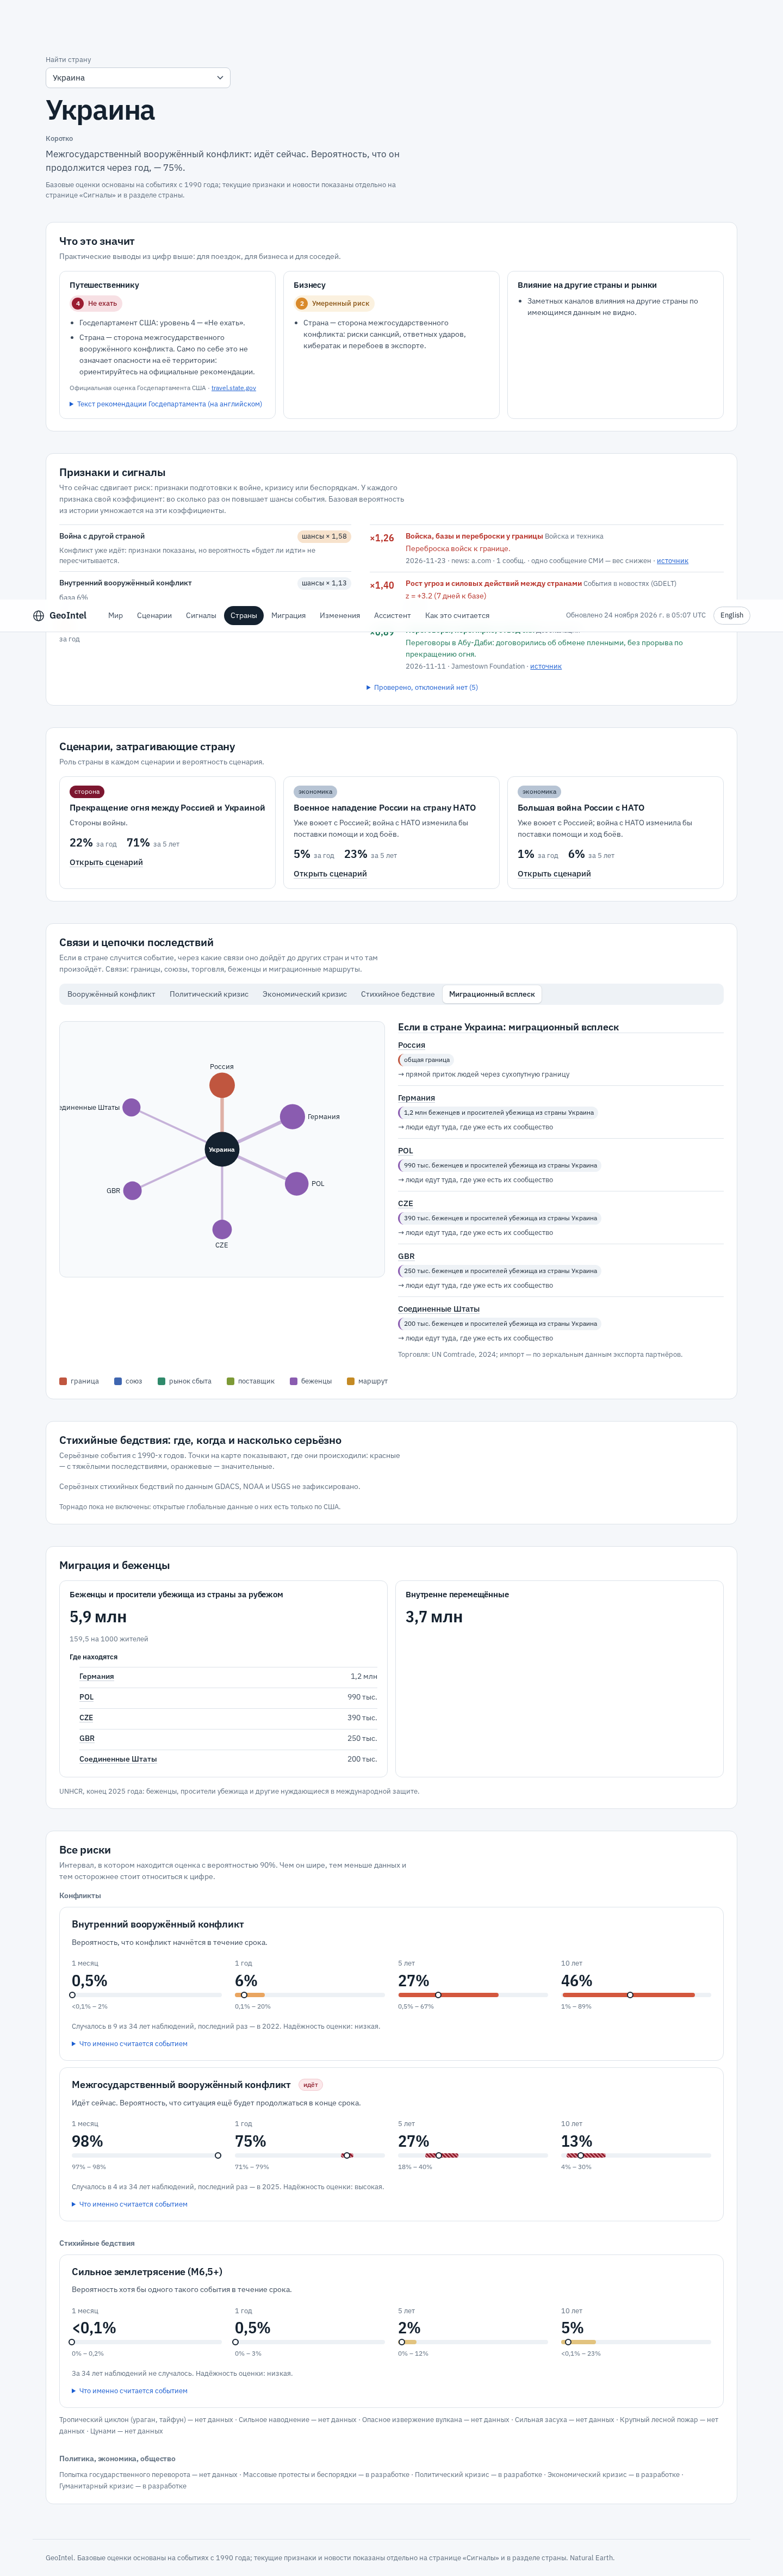 Найти страну
Украина
Украина
Коротко
Межгосударственный вооружённый конфликт: идёт сейчас. Вероятность, что он
продолжится через год, — 75%.
Базовые оценки основаны на событиях с 1990 года; текущие признаки и новости показаны отдельно на
странице «Сигналы» и в разделе страны.
Что это значит
Практические выводы из цифр выше: для поездок, для бизнеса и для соседей.
Путешественнику
4 Не ехать
• Госдепартамент США: уровень 4 — «Не ехать».
• Страна — сторона межгосударственного
вооружённого конфликта. Само по себе это не
означает опасности на её территории:
ориентируйтесь на официальные рекомендации.
Официальная оценка Госдепартамента США · travel.state.gov
▶ Текст рекомендации Госдепартамента (на английском)
Бизнесу
2 Умеренный риск
• Страна — сторона межгосударственного
конфликта: риски санкций, ответных ударов,
кибератак и перебоев в экспорте.
Влияние на другие страны и рынки
• Заметных каналов влияния на другие страны по
имеющимся данным не видно.
Признаки и сигналы
Что сейчас сдвигает риск: признаки подготовки к войне, кризису или беспорядкам. У каждого
признака свой коэффициент: во сколько раз он повышает шансы события. Базовая вероятность
из истории умножается на эти коэффициенты.
Война с другой страной шансы × 1,58
Конфликт уже идёт: признаки показаны, но вероятность «будет ли идти» не
пересчитывается.
Внутренний вооружённый конфликт шансы × 1,13
база 6%
×1,26 Войска, базы и переброски у границы Войска и техника
Переброска войск к границе.
2026-11-23 · news: a.com · 1 сообщ. · одно сообщение СМИ — вес снижен · источник
×1,40 Рост угроз и силовых действий между странами События в новостях (GDELT)
z = +3.2 (7 дней к базе)
GeoIntel Мир Сценарии Сигналы Страны Миграция Изменения Ассистент Как это считается Обновлено 24 ноября 2026 г. в 05:07 UTC English
за год
Переговоры в Абу-Даби: договорились об обмене пленными, без прорыва по
прекращению огня.
2026-11-11 · Jamestown Foundation · источник
▶ Проверено, отклонений нет (5)
Сценарии, затрагивающие страну
Роль страны в каждом сценарии и вероятность сценария.
сторона
Прекращение огня между Россией и Украиной
Стороны войны.
22% за год 71% за 5 лет
Открыть сценарий
экономика
Военное нападение России на страну НАТО
Уже воюет с Россией; война с НАТО изменила бы
поставки помощи и ход боёв.
5% за год 23% за 5 лет
Открыть сценарий
экономика
Большая война России с НАТО
Уже воюет с Россией; война с НАТО изменила бы
поставки помощи и ход боёв.
1% за год 6% за 5 лет
Открыть сценарий
Связи и цепочки последствий
Если в стране случится событие, через какие связи оно дойдёт до других стран и что там
произойдёт. Связи: границы, союзы, торговля, беженцы и миграционные маршруты.
Вооружённый конфликт Политический кризис Экономический кризис Стихийное бедствие Миграционный всплеск
Россия
единенные Штаты
Германия
Украина
GBR
POL
CZE
Если в стране Украина: миграционный всплеск
Россия
общая граница
→ прямой приток людей через сухопутную границу
Германия
1,2 млн беженцев и просителей убежища из страны Украина
→ люди едут туда, где уже есть их сообщество
POL
990 тыс. беженцев и просителей убежища из страны Украина
→ люди едут туда, где уже есть их сообщество
CZE
390 тыс. беженцев и просителей убежища из страны Украина
→ люди едут туда, где уже есть их сообщество
GBR
250 тыс. беженцев и просителей убежища из страны Украина
→ люди едут туда, где уже есть их сообщество
Соединенные Штаты
200 тыс. беженцев и просителей убежища из страны Украина
→ люди едут туда, где уже есть их сообщество
Торговля: UN Comtrade, 2024; импорт — по зеркальным данным экспорта партнёров.
граница союз рынок сбыта поставщик беженцы маршрут
Стихийные бедствия: где, когда и насколько серьёзно
Серьёзные события с 1990-х годов. Точки на карте показывают, где они происходили: красные
— с тяжёлыми последствиями, оранжевые — значительные.
Серьёзных стихийных бедствий по данным GDACS, NOAA и USGS не зафиксировано.
Торнадо пока не включены: открытые глобальные данные о них есть только по США.
Миграция и беженцы
Беженцы и просители убежища из страны за рубежом
5,9 млн
159,5 на 1000 жителей
Где находятся
Германия 1,2 млн
POL 990 тыс.
CZE 390 тыс.
GBR 250 тыс.
Соединенные Штаты 200 тыс.
Внутренне перемещённые
3,7 млн
UNHCR, конец 2025 года: беженцы, просители убежища и другие нуждающиеся в международной защите.
Все риски
Интервал, в котором находится оценка с вероятностью 90%. Чем он шире, тем меньше данных и
тем осторожнее стоит относиться к цифре.
Конфликты
Внутренний вооружённый конфликт
Вероятность, что конфликт начнётся в течение срока.
1 месяц 1 год 5 лет 10 лет
0,5% 6% 27% 46%
<0,1% – 2% 0,1% – 20% 0,5% – 67% 1% – 89%
Случалось в 9 из 34 лет наблюдений, последний раз — в 2022. Надёжность оценки: низкая.
▶ Что именно считается событием
Межгосударственный вооружённый конфликт идёт
Идёт сейчас. Вероятность, что ситуация ещё будет продолжаться в конце срока.
1 месяц 1 год 5 лет 10 лет
98% 75% 27% 13%
97% – 98% 71% – 79% 18% – 40% 4% – 30%
Случалось в 4 из 34 лет наблюдений, последний раз — в 2025. Надёжность оценки: высокая.
▶ Что именно считается событием
Стихийные бедствия
Сильное землетрясение (M6,5+)
Вероятность хотя бы одного такого события в течение срока.
1 месяц 1 год 5 лет 10 лет
<0,1% 0,5% 2% 5%
0% – 0,2% 0% – 3% 0% – 12% <0,1% – 23%
За 34 лет наблюдений не случалось. Надёжность оценки: низкая.
▶ Что именно считается событием
Тропический циклон (ураган, тайфун) — нет данных · Сильное наводнение — нет данных · Опасное извержение вулкана — нет данных · Сильная засуха — нет данных · Крупный лесной пожар — нет
данных · Цунами — нет данных
Политика, экономика, общество
Попытка государственного переворота — нет данных · Массовые протесты и беспорядки — в разработке · Политический кризис — в разработке · Экономический кризис — в разработке ·
Гуманитарный кризис — в разработке
GeoIntel. Базовые оценки основаны на событиях с 1990 года; текущие признаки и новости показаны отдельно на странице «Сигналы» и в разделе страны. Natural Earth.